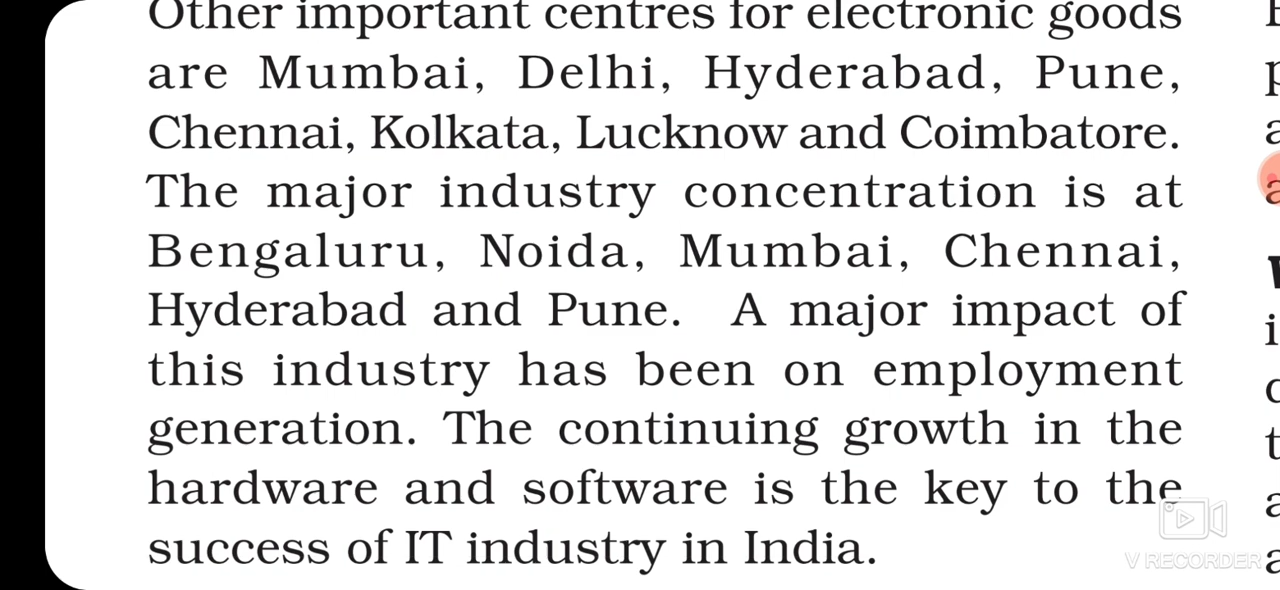 Other important centres for electronic goods
are Mumbai, Delhi, Hyderabad, Pune,
Chennai, Kolkata, Lucknow and Coimbatore.
The major industry concentration is at
Bengaluru, Noida, Mumbai, Chennai,
Hyderabad and Pune. A major impact of
this industry has been on employment
generation. The continuing growth in the
hardware and software is the key to the
success of IT industry in India.
V RECORDER